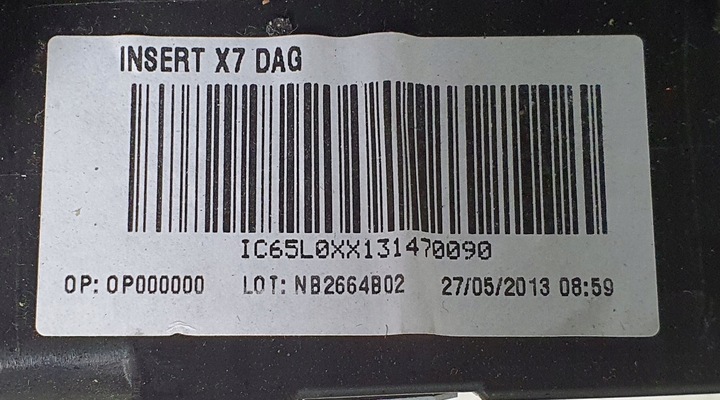 INSERT X7 DAG
IC65L0XX131470090
OP: OP000000 LOT: NB2664B02 27/05/2013 08:59